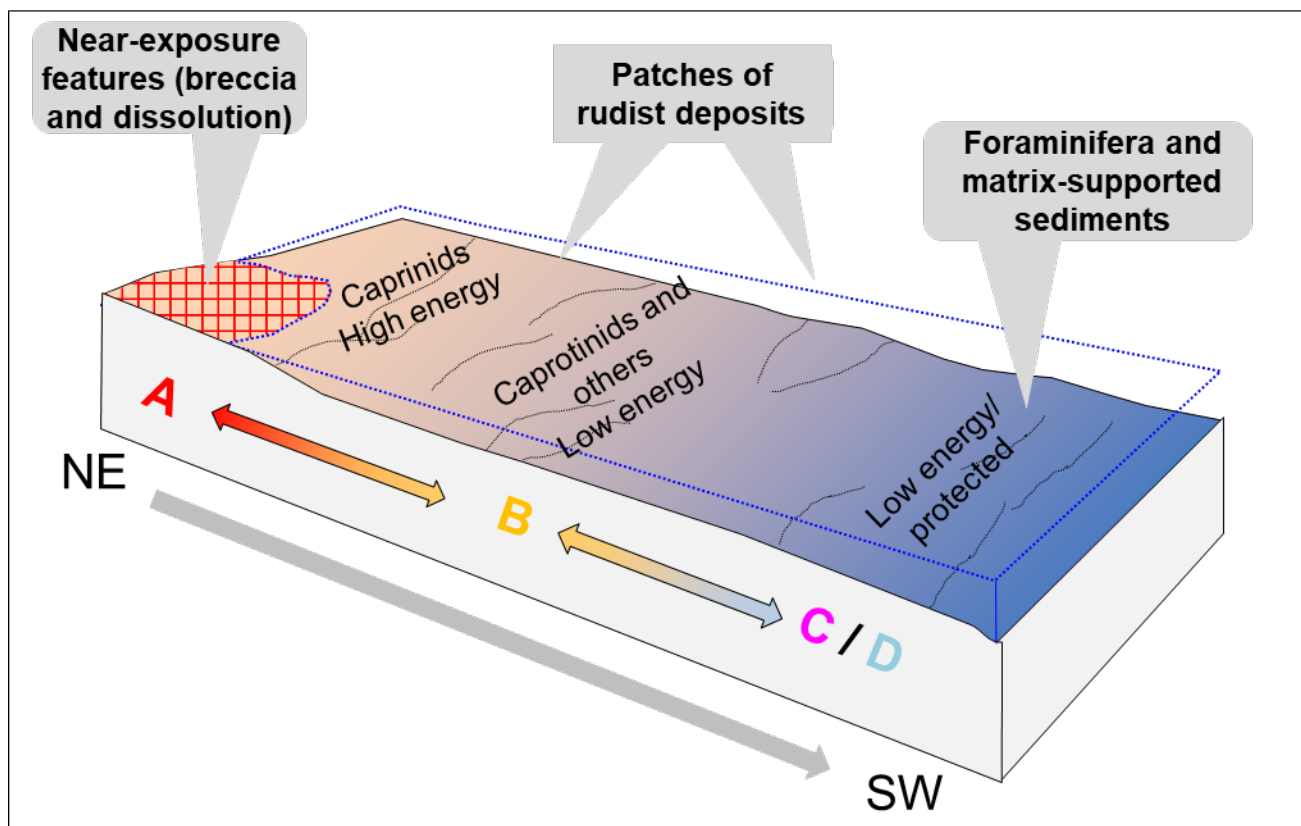 Near-exposure
features (breccia
and dissolution)
Patches of
rudist deposits
Foraminifera and
matrix-supported
sediments
Caprinids
High energy
Caprotinids and
others
Low energy
Low energy/
protected
A
B
C / D
NE
SW